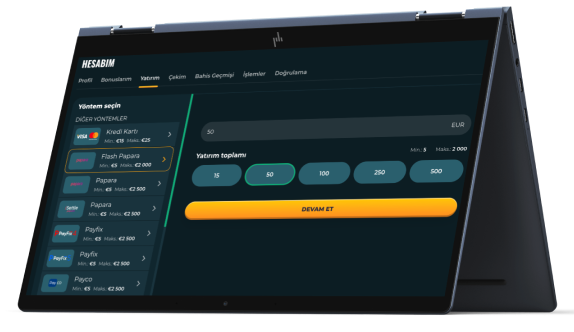 HESABIM
Profil Bonuslarım Yatırım Çekim Bahis Geçmişi İşlemler Doğrulama
Yöntem seçin
DİĞER YÖNTEMLER
VISA
Kredi Kartı
Min.: €15 Maks.: €25
Flash Papara
Min.: €5 Maks.: €2 000
Papara
Min.: €5 Maks.: €2 500
Papara
Min.: €5 Maks.: €2 500
PayFix
Payfix
Min.: €5 Maks.: €2 500
PayFix
Payfix
Min.: €5 Maks.: €2 500
Payco
Min.: €5 Maks.: €2 500
50 EUR
Yatırım toplamı
Min.: 5 Maks.: 2 000
15 50 100 250 500
DEVAM ET
hp